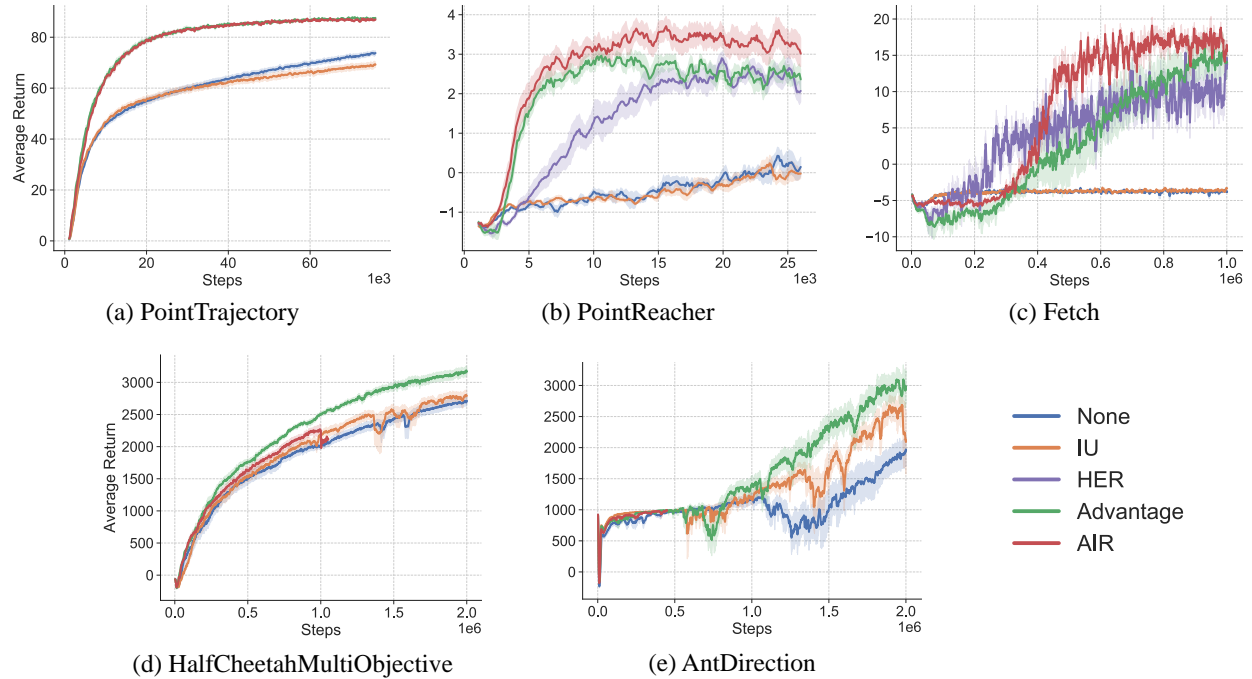 Average Return
80
60
40
20
0
0 20 40 60
1e3
Steps
(a) PointTrajectory
4
3
2
1
0
−1
0 5 10 15 20 25
1e3
Steps
(b) PointReacher
20
15
10
5
0
−5
−10
0.0 0.2 0.4 0.6 0.8 1.0
1e6
Steps
(c) Fetch
Average Return
3000
2500
2000
1500
1000
500
0
0.0 0.5 1.0 1.5 2.0
1e6
Steps
(d) HalfCheetahMultiObjective
3000
2500
2000
1500
1000
500
0
0.0 0.5 1.0 1.5 2.0
1e6
Steps
(e) AntDirection
None
IU
HER
Advantage
AIR